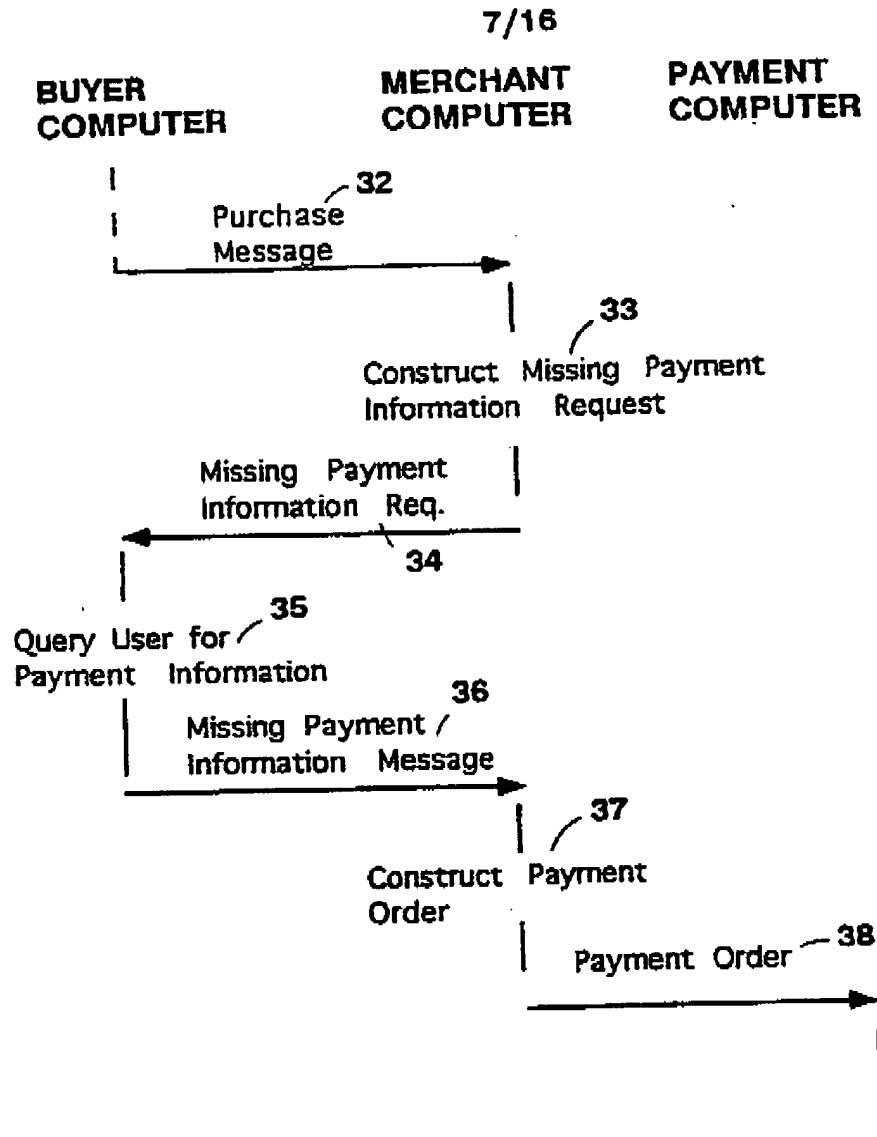 7/16
BUYER
COMPUTER
MERCHANT
COMPUTER
PAYMENT
COMPUTER
32
Purchase
Message
33
Construct Missing Payment
Information Request
Missing Payment
Information Req.
34
35
Query User for
Payment Information
36
Missing Payment
Information Message
37
Construct Payment
Order
38
Payment Order